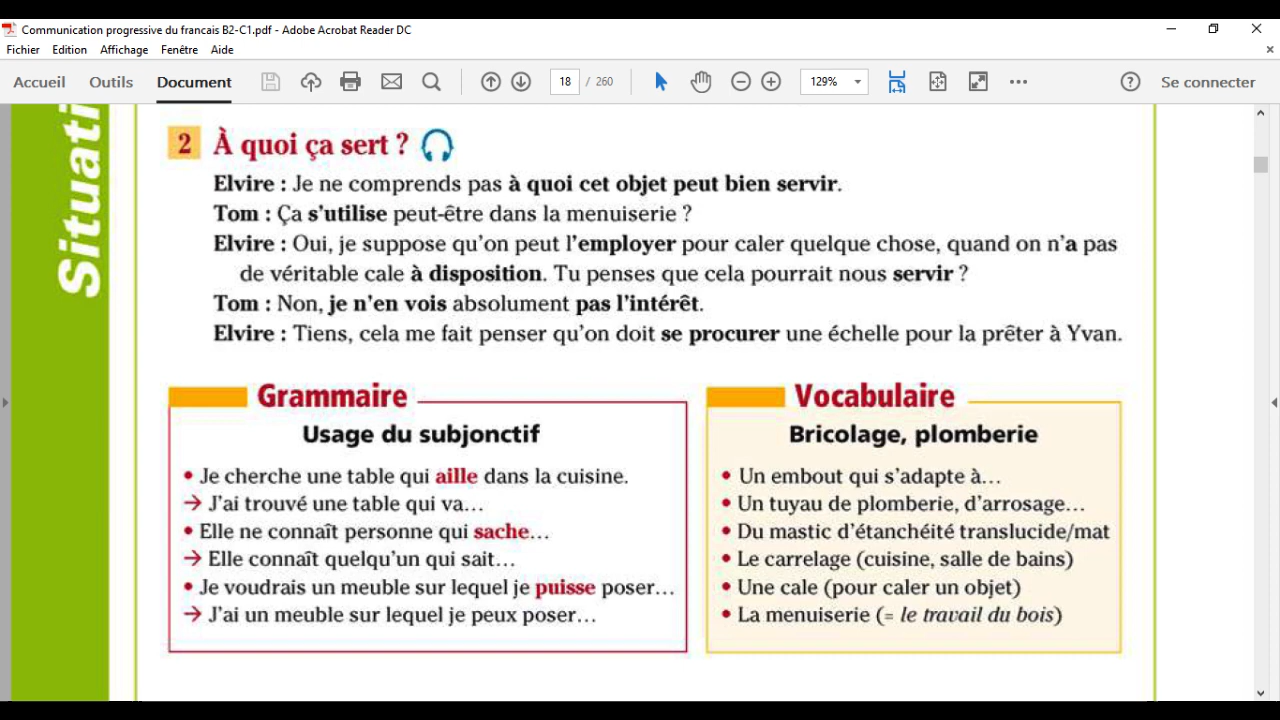 Communication progressive du francais B2-C1.pdf - Adobe Acrobat Reader DC
Fichier Edition Affichage Fenêtre Aide
Accueil Outils Document 18 / 260 129% Se connecter
Situati
2 À quoi ça sert ?
Elvire : Je ne comprends pas à quoi cet objet peut bien servir.
Tom : Ça s'utilise peut-être dans la menuiserie ?
Elvire : Oui, je suppose qu'on peut l'employer pour caler quelque chose, quand on n'a pas
de véritable cale à disposition. Tu penses que cela pourrait nous servir ?
Tom : Non, je n'en vois absolument pas l'intérêt.
Elvire : Tiens, cela me fait penser qu'on doit se procurer une échelle pour la prêter à Yvan.
Grammaire
Usage du subjonctif
• Je cherche une table qui aille dans la cuisine.
→ J'ai trouvé une table qui va…
• Elle ne connaît personne qui sache…
→ Elle connaît quelqu'un qui sait…
• Je voudrais un meuble sur lequel je puisse poser…
→ J'ai un meuble sur lequel je peux poser…
Vocabulaire
Bricolage, plomberie
• Un embout qui s'adapte à…
• Un tuyau de plomberie, d'arrosage…
• Du mastic d'étanchéité translucide/mat
• Le carrelage (cuisine, salle de bains)
• Une cale (pour caler un objet)
• La menuiserie (= le travail du bois)